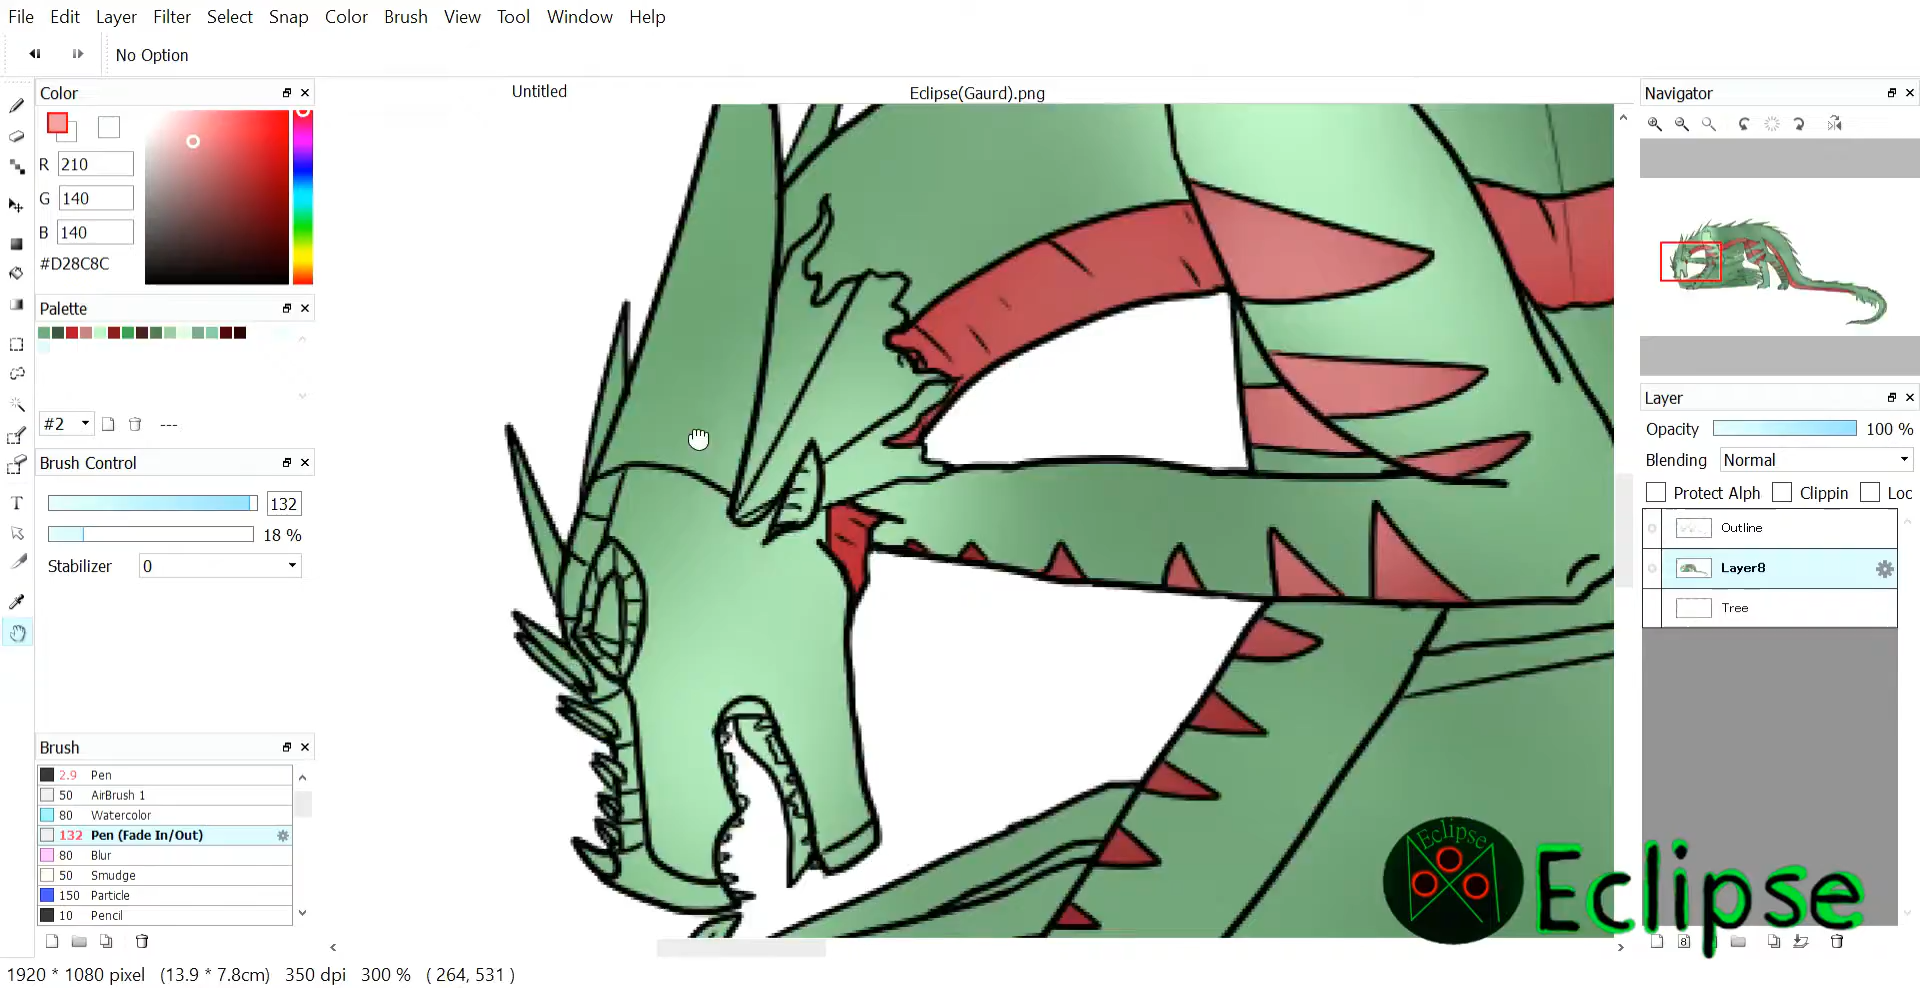 File Edit Layer Filter Select Snap Color Brush View Tool Window Help
No Option
Color
Untitled
Eclipse(Gaurd).png
Navigator
R 210
G 140
B 140
#D28C8C
Palette
#2
---
Layer
Opacity 100 %
Blending Normal
Protect Alph Clippin Loc
Outline
Layer8
Tree
Brush Control
132
18 %
Stabilizer 0
Brush
2.9 Pen
50 AirBrush 1
80 Watercolor
132 Pen (Fade In/Out)
80 Blur
50 Smudge
150 Particle
10 Pencil
Eclipse
Eclipse
8
1920 * 1080 pixel (13.9 * 7.8cm) 350 dpi 300 % ( 264, 531 )